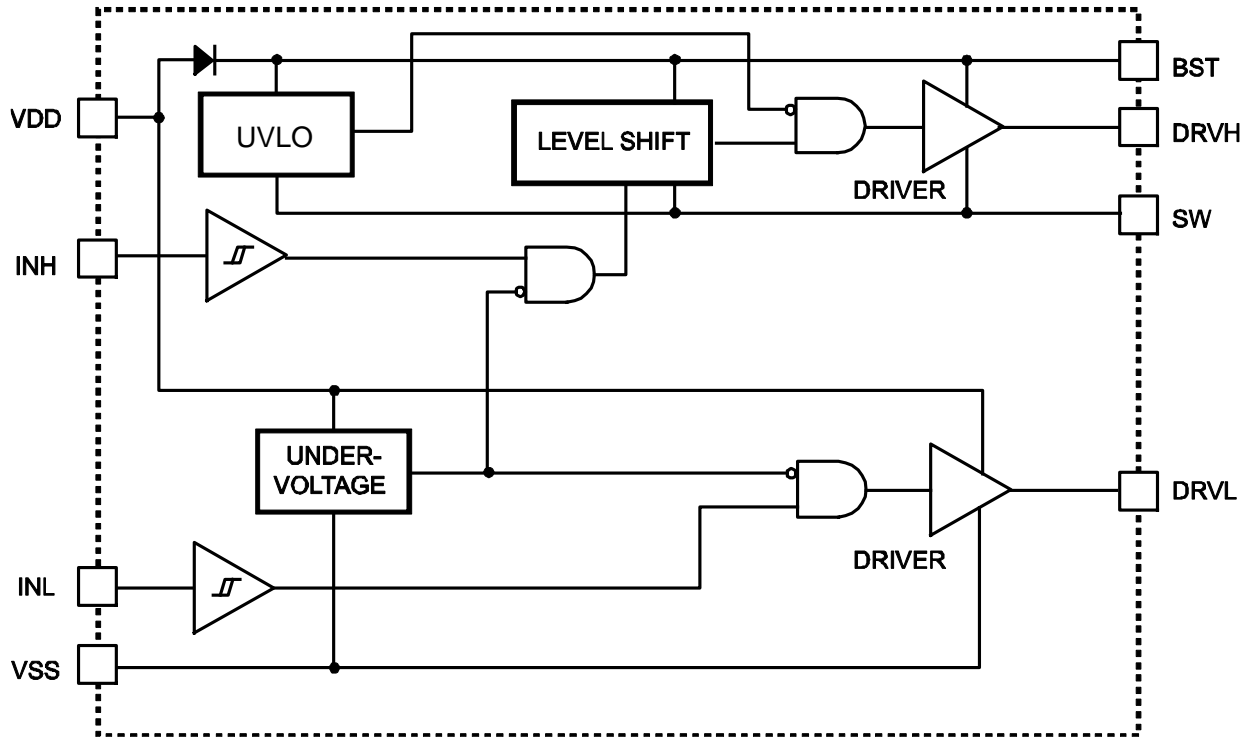 BST
VDD
UVLO
LEVEL SHIFT
DRVH
DRIVER
SW
INH
UNDER-
VOLTAGE
DRVL
DRIVER
INL
VSS